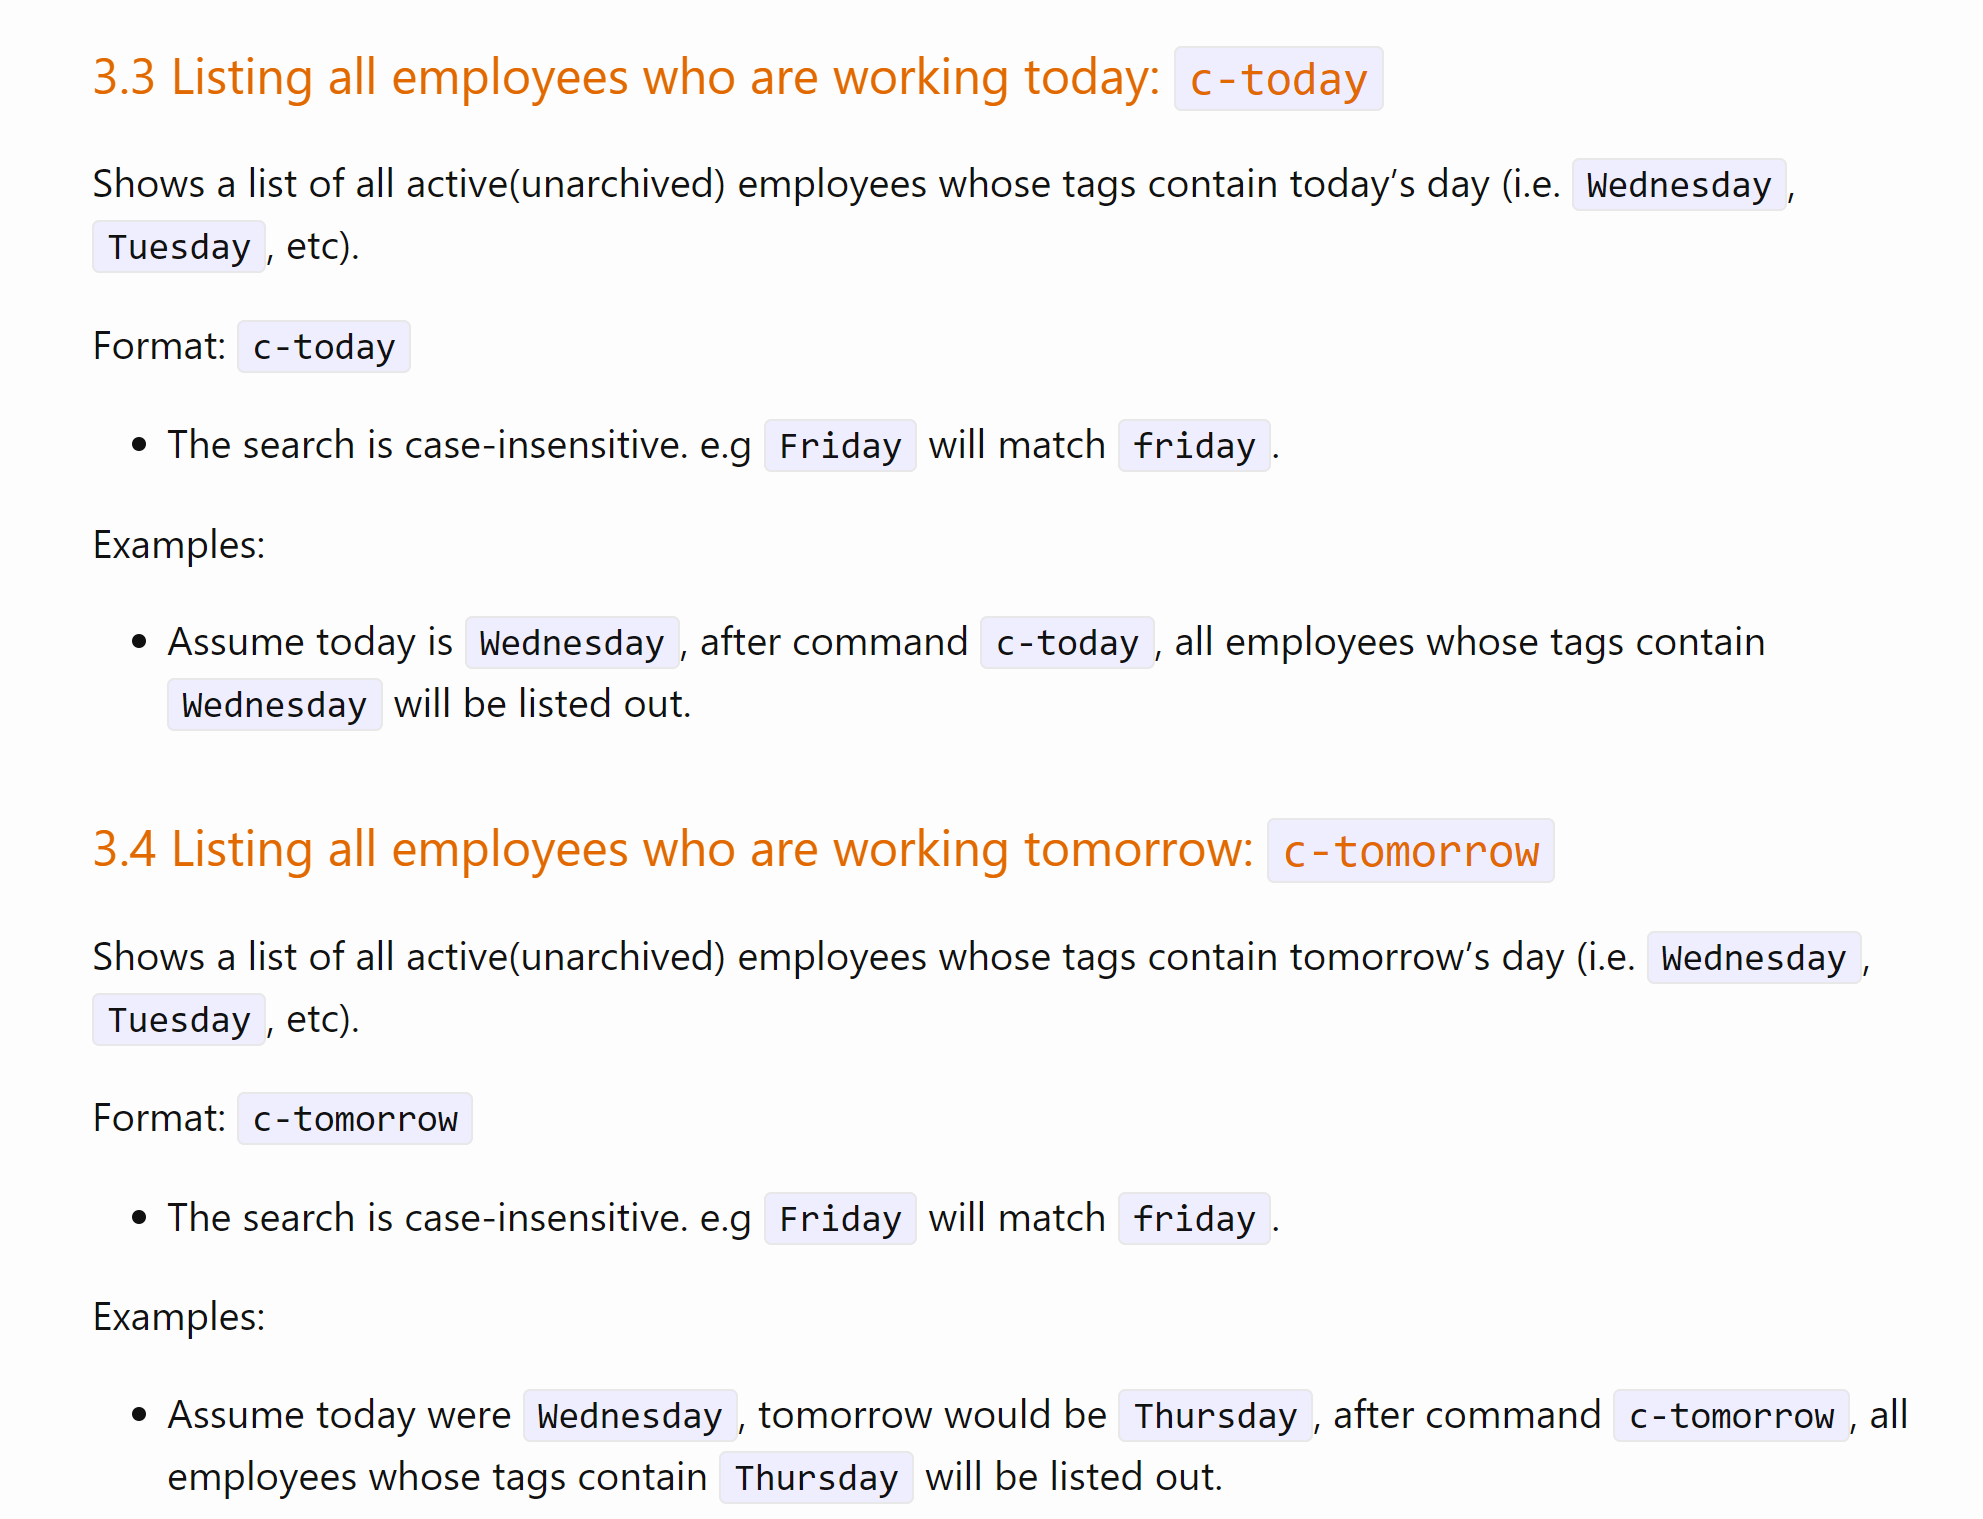 3.3 Listing all employees who are working today: c-today
Shows a list of all active(unarchived) employees whose tags contain today’s day (i.e. Wednesday,
Tuesday, etc).
Format: c-today
• The search is case-insensitive. e.g Friday will match friday.
Examples:
• Assume today is Wednesday, after command c-today, all employees whose tags contain
Wednesday will be listed out.
3.4 Listing all employees who are working tomorrow: c-tomorrow
Shows a list of all active(unarchived) employees whose tags contain tomorrow’s day (i.e. Wednesday,
Tuesday, etc).
Format: c-tomorrow
• The search is case-insensitive. e.g Friday will match friday.
Examples:
• Assume today were Wednesday, tomorrow would be Thursday, after command c-tomorrow, all
employees whose tags contain Thursday will be listed out.